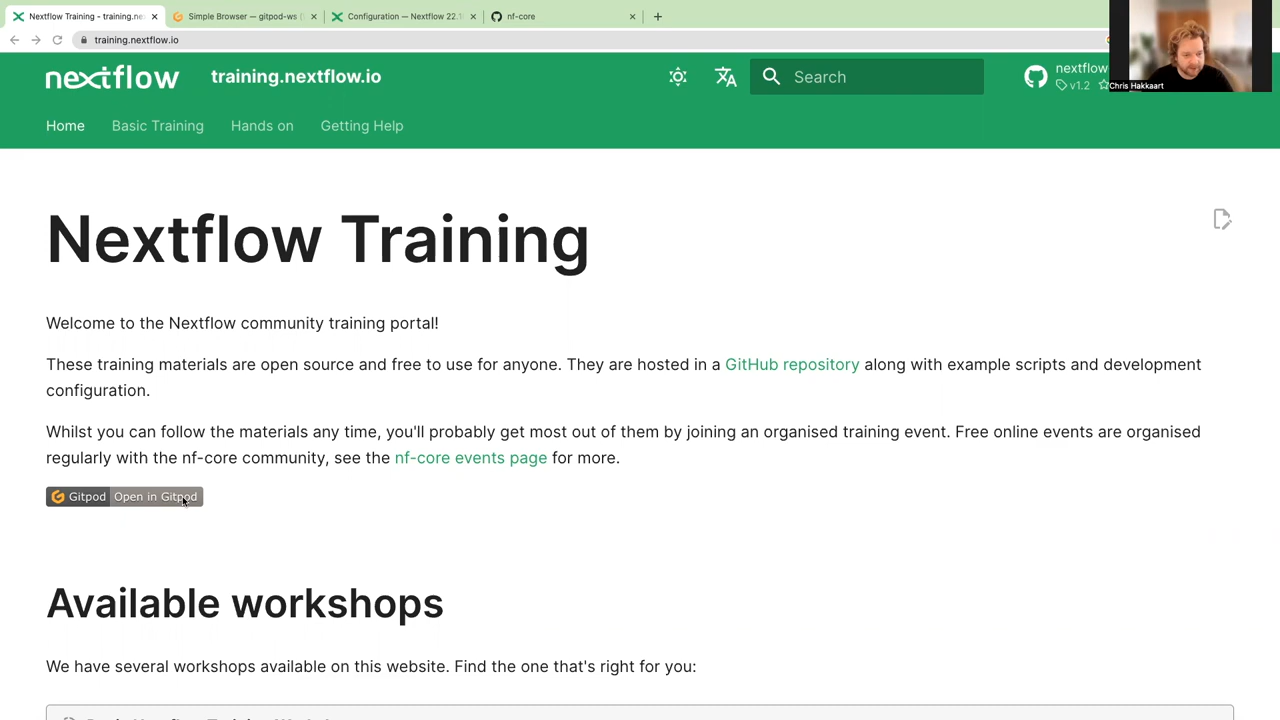 Nextflow Training - training.ne
Simple Browser — gitpod-ws
Configuration — Nextflow 22.
nf-core
training.nextflow.io
nextflow
training.nextflow.io
Search
nextflow
v1.2
Chris Hakkaart
Home
Basic Training
Hands on
Getting Help
Nextflow Training
Welcome to the Nextflow community training portal!
These training materials are open source and free to use for anyone. They are hosted in a GitHub repository along with example scripts and development
configuration.
Whilst you can follow the materials any time, you'll probably get most out of them by joining an organised training event. Free online events are organised
regularly with the nf-core community, see the nf-core events page for more.
Gitpod Open in Gitpod
Available workshops
We have several workshops available on this website. Find the one that's right for you: